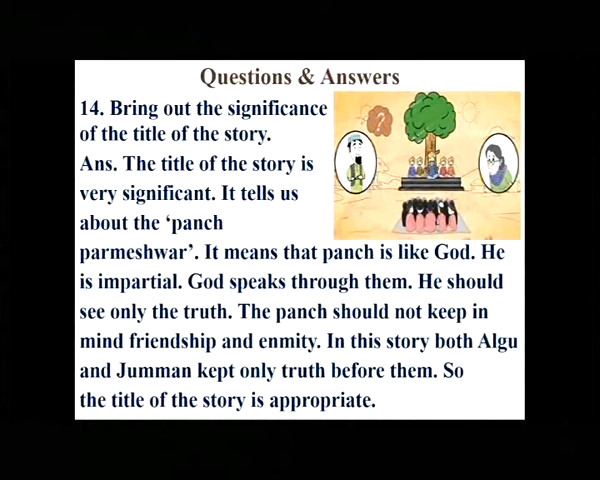 Questions & Answers
14. Bring out the significance
of the title of the story.
Ans. The title of the story is
very significant. It tells us
about the ‘panch
parmeshwar’. It means that panch is like God. He
is impartial. God speaks through them. He should
see only the truth. The panch should not keep in
mind friendship and enmity. In this story both Algu
and Jumman kept only truth before them. So
the title of the story is appropriate.
?